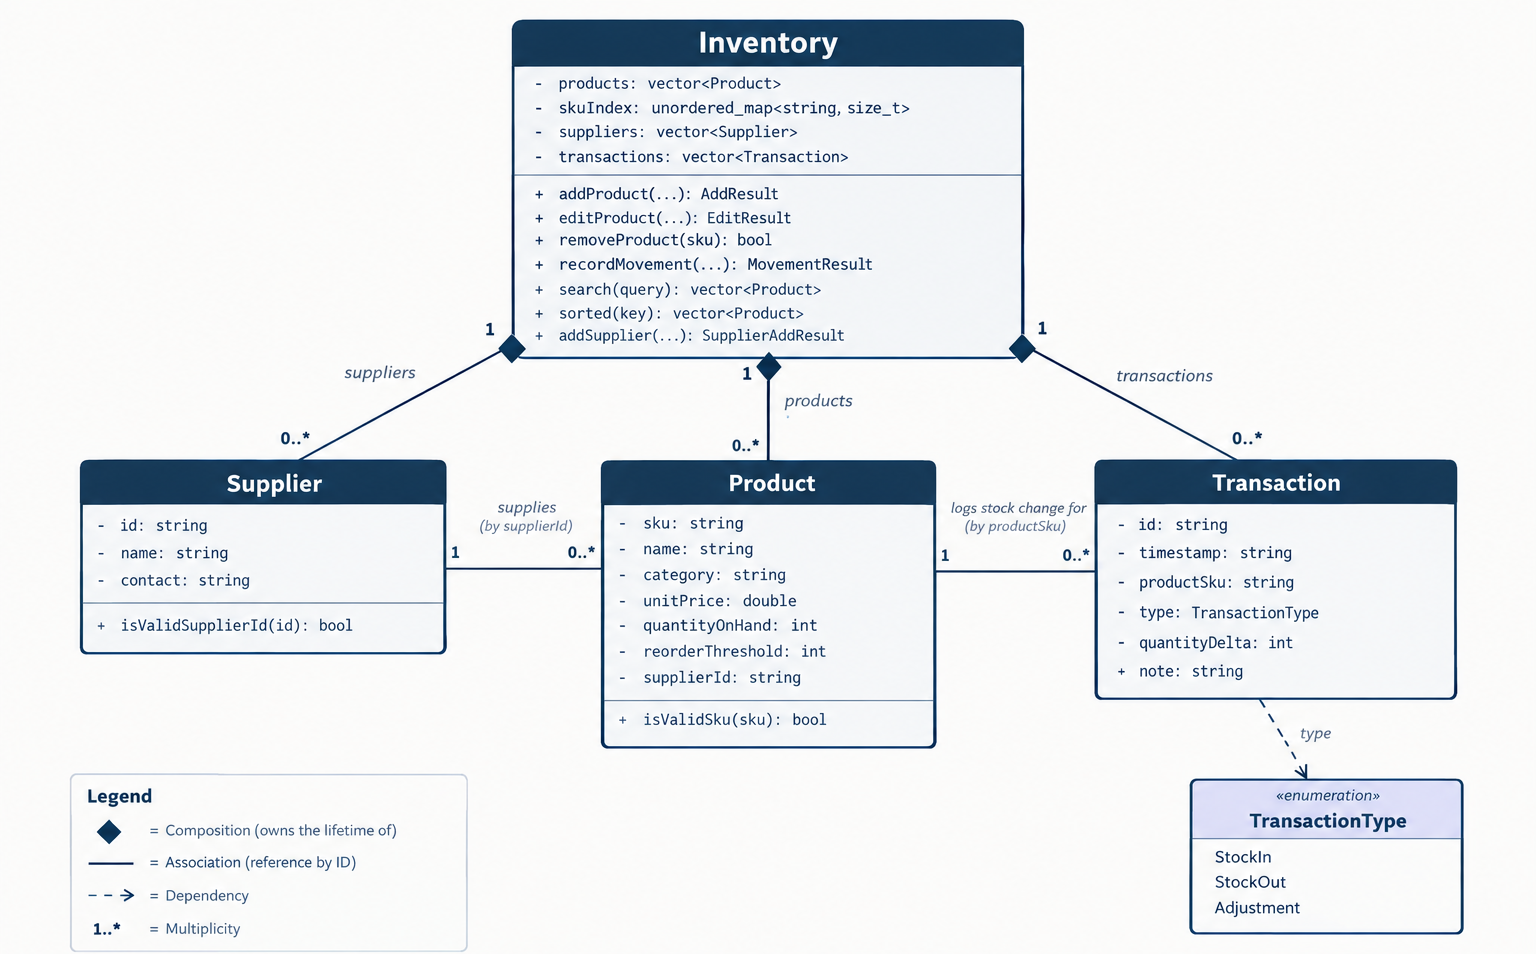 Inventory
- products: vector<Product>
- skuIndex: unordered_map<string, size_t>
- suppliers: vector<Supplier>
- transactions: vector<Transaction>
+ addProduct(...): AddResult
+ editProduct(...): EditResult
+ removeProduct(sku): bool
+ recordMovement(...): MovementResult
+ search(query): vector<Product>
+ sorted(key): vector<Product>
+ addSupplier(...): SupplierAddResult
1
suppliers
0..*
1
products
0..*
1
transactions
0..*
Supplier
- id: string
- name: string
- contact: string
+ isValidSupplierId(id): bool
supplies
(by supplierId)
1
0..*
Product
- sku: string
- name: string
- category: string
- unitPrice: double
- quantityOnHand: int
- reorderThreshold: int
- supplierId: string
+ isValidSku(sku): bool
logs stock change for
(by productSku)
1
0..*
Transaction
- id: string
- timestamp: string
- productSku: string
- type: TransactionType
- quantityDelta: int
+ note: string
type
«enumeration»
TransactionType
StockIn
StockOut
Adjustment
Legend
= Composition (owns the lifetime of)
= Association (reference by ID)
= Dependency
1..* = Multiplicity